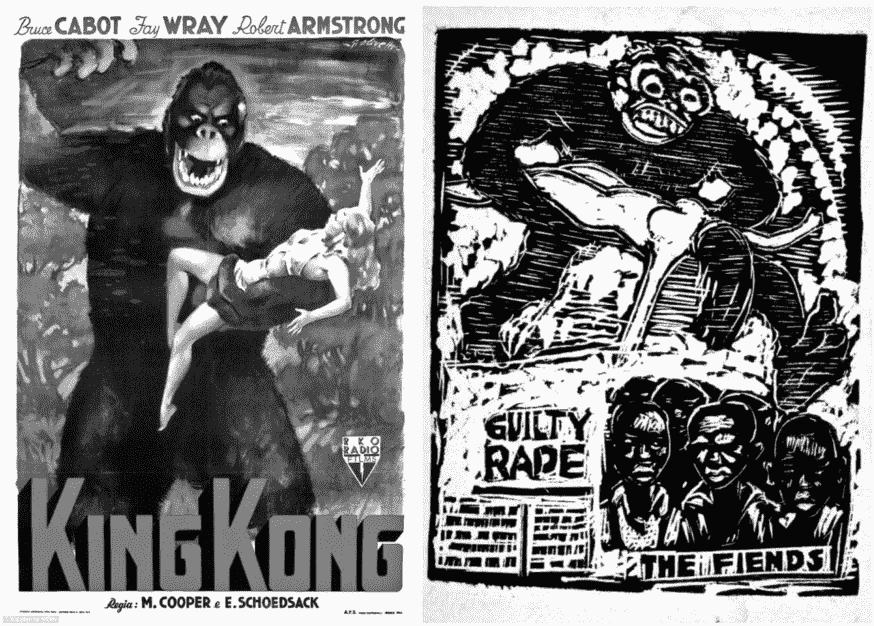 Bruce CABOT Fay WRAY Robert ARMSTRONG
RKO
RADIO
FILMS
KING KONG
Regia: M. COOPER e E. SCHOEDSACK
GUILTY
RAPE
THE FIENDS